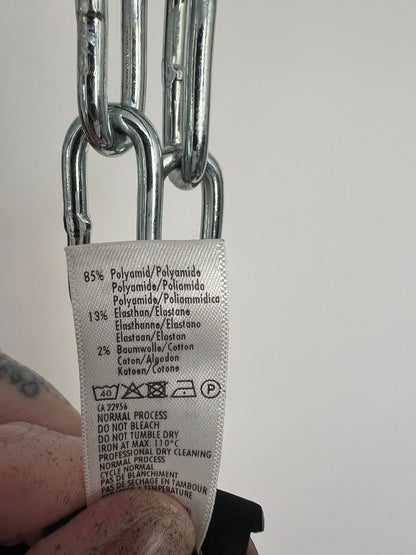 85% Polyamid/Polyamide
Polyamide/Poliamida
Polyamide/Poliammidica
13% Elasthan/Elastane
Elasthanne/Elastano
Elastaan/Elastan
2% Baumwolle/Cotton
Coton/Algodon
Katoen/Cotone
40 P
CA 22956
NORMAL PROCESS
DO NOT BLEACH
DO NOT TUMBLE DRY
IRON AT MAX. 110°C
PROFESSIONAL DRY CLEANING
NORMAL PROCESS
CYCLE NORMAL
PAS DE BLANCHIMENT
PAS DE SECHAGE EN TAMBOUR
A TEMPERATURE